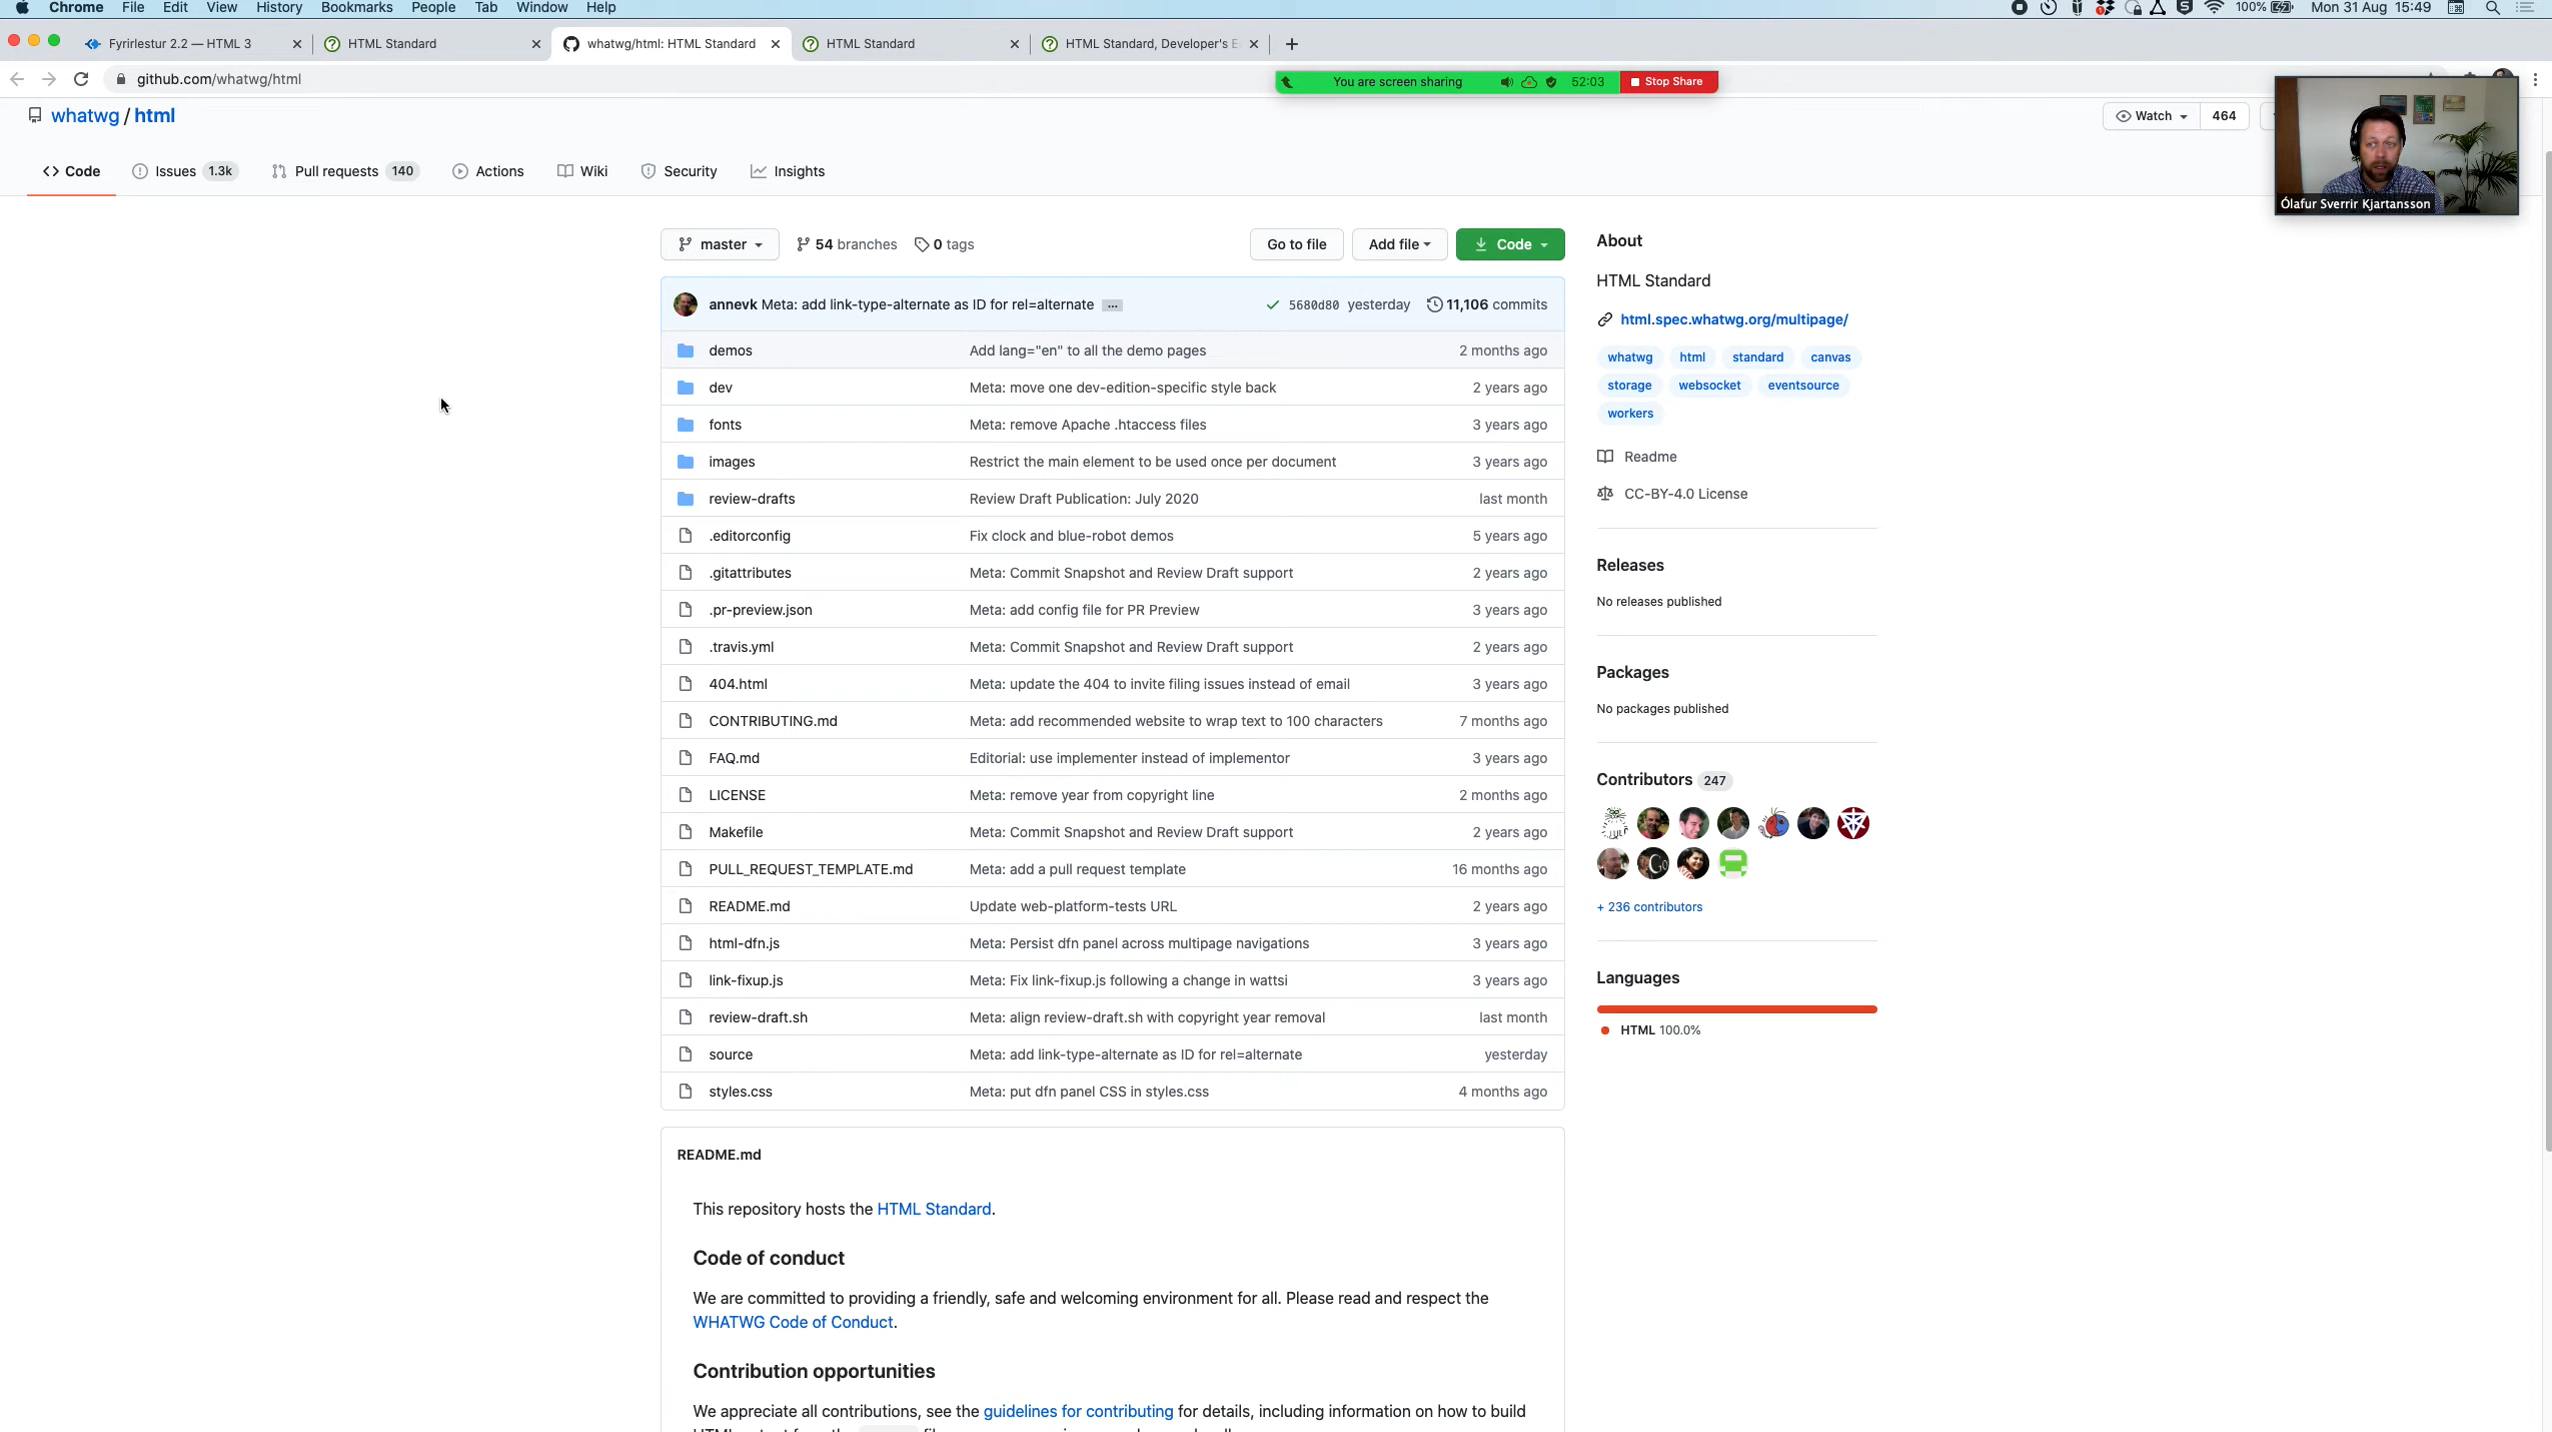 Chrome File Edit View History Bookmarks People Tab Window Help 100% Mon 31 Aug 15:49
Fyrirlestur 2.2 — HTML 3
HTML Standard
whatwg/html: HTML Standard
HTML Standard
HTML Standard, Developer's E
github.com/whatwg/html
You are screen sharing 52:03 Stop Share
whatwg / html
Watch 464
Ólafur Sverrir Kjartansson
Code Issues 1.3k Pull requests 140 Actions Wiki Security Insights
master 54 branches 0 tags Go to file Add file Code
annevk Meta: add link-type-alternate as ID for rel=alternate ... 5680d80 yesterday 11,106 commits
demos Add lang="en" to all the demo pages 2 months ago
dev Meta: move one dev-edition-specific style back 2 years ago
fonts Meta: remove Apache .htaccess files 3 years ago
images Restrict the main element to be used once per document 3 years ago
review-drafts Review Draft Publication: July 2020 last month
.editorconfig Fix clock and blue-robot demos 5 years ago
.gitattributes Meta: Commit Snapshot and Review Draft support 2 years ago
.pr-preview.json Meta: add config file for PR Preview 3 years ago
.travis.yml Meta: Commit Snapshot and Review Draft support 2 years ago
404.html Meta: update the 404 to invite filing issues instead of email 3 years ago
CONTRIBUTING.md Meta: add recommended website to wrap text to 100 characters 7 months ago
FAQ.md Editorial: use implementer instead of implementor 3 years ago
LICENSE Meta: remove year from copyright line 2 months ago
Makefile Meta: Commit Snapshot and Review Draft support 2 years ago
PULL_REQUEST_TEMPLATE.md Meta: add a pull request template 16 months ago
README.md Update web-platform-tests URL 2 years ago
html-dfn.js Meta: Persist dfn panel across multipage navigations 3 years ago
link-fixup.js Meta: Fix link-fixup.js following a change in wattsi 3 years ago
review-draft.sh Meta: align review-draft.sh with copyright year removal last month
source Meta: add link-type-alternate as ID for rel=alternate yesterday
styles.css Meta: put dfn panel CSS in styles.css 4 months ago
README.md
This repository hosts the HTML Standard.
Code of conduct
We are committed to providing a friendly, safe and welcoming environment for all. Please read and respect the
WHATWG Code of Conduct.
Contribution opportunities
We appreciate all contributions, see the guidelines for contributing for details, including information on how to build
About
HTML Standard
html.spec.whatwg.org/multipage/
whatwg html standard canvas
storage websocket eventsource
workers
Readme
CC-BY-4.0 License
Releases
No releases published
Packages
No packages published
Contributors 247
+ 236 contributors
Languages
HTML 100.0%